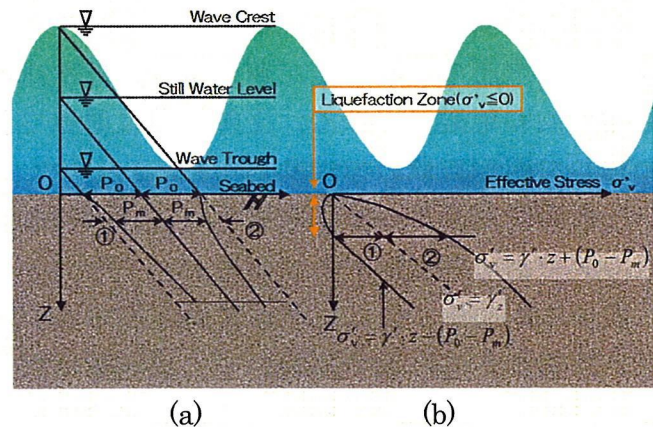 Wave Crest
Still Water Level
Liquefaction Zone(σ'ᵥ≦0)
Wave Trough
O P₀ P₀ Seabed O Effective Stress σ'ᵥ
Pₘ Pₘ
① ② ① ②
σ'ᵥ = γ'·z + (P₀ − Pₘ)
σ'ᵥ = γ'z
Z Z
σ'ᵥ = γ'·z − (P₀ − Pₘ)
(a) (b)